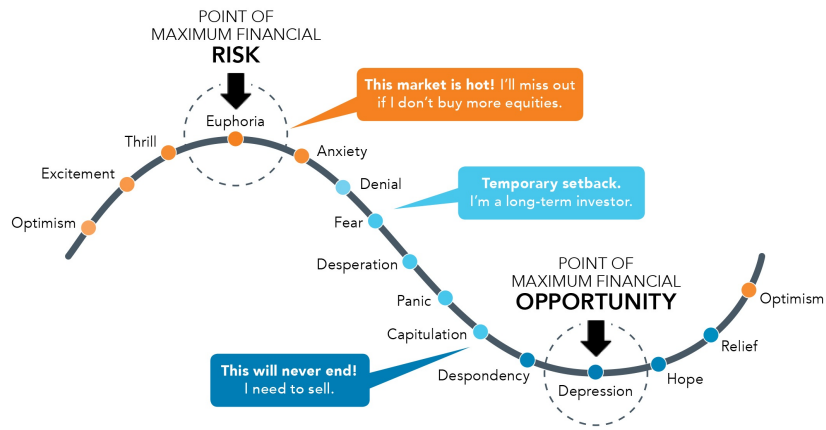 POINT OF
MAXIMUM FINANCIAL
RISK
This market is hot! I'll miss out
if I don't buy more equities.
Euphoria
Thrill
Anxiety
Excitement
Denial
Temporary setback.
I'm a long-term investor.
Optimism
Fear
Desperation
POINT OF
MAXIMUM FINANCIAL
OPPORTUNITY
Panic
Optimism
Capitulation
Relief
This will never end!
I need to sell.
Despondency
Hope
Depression